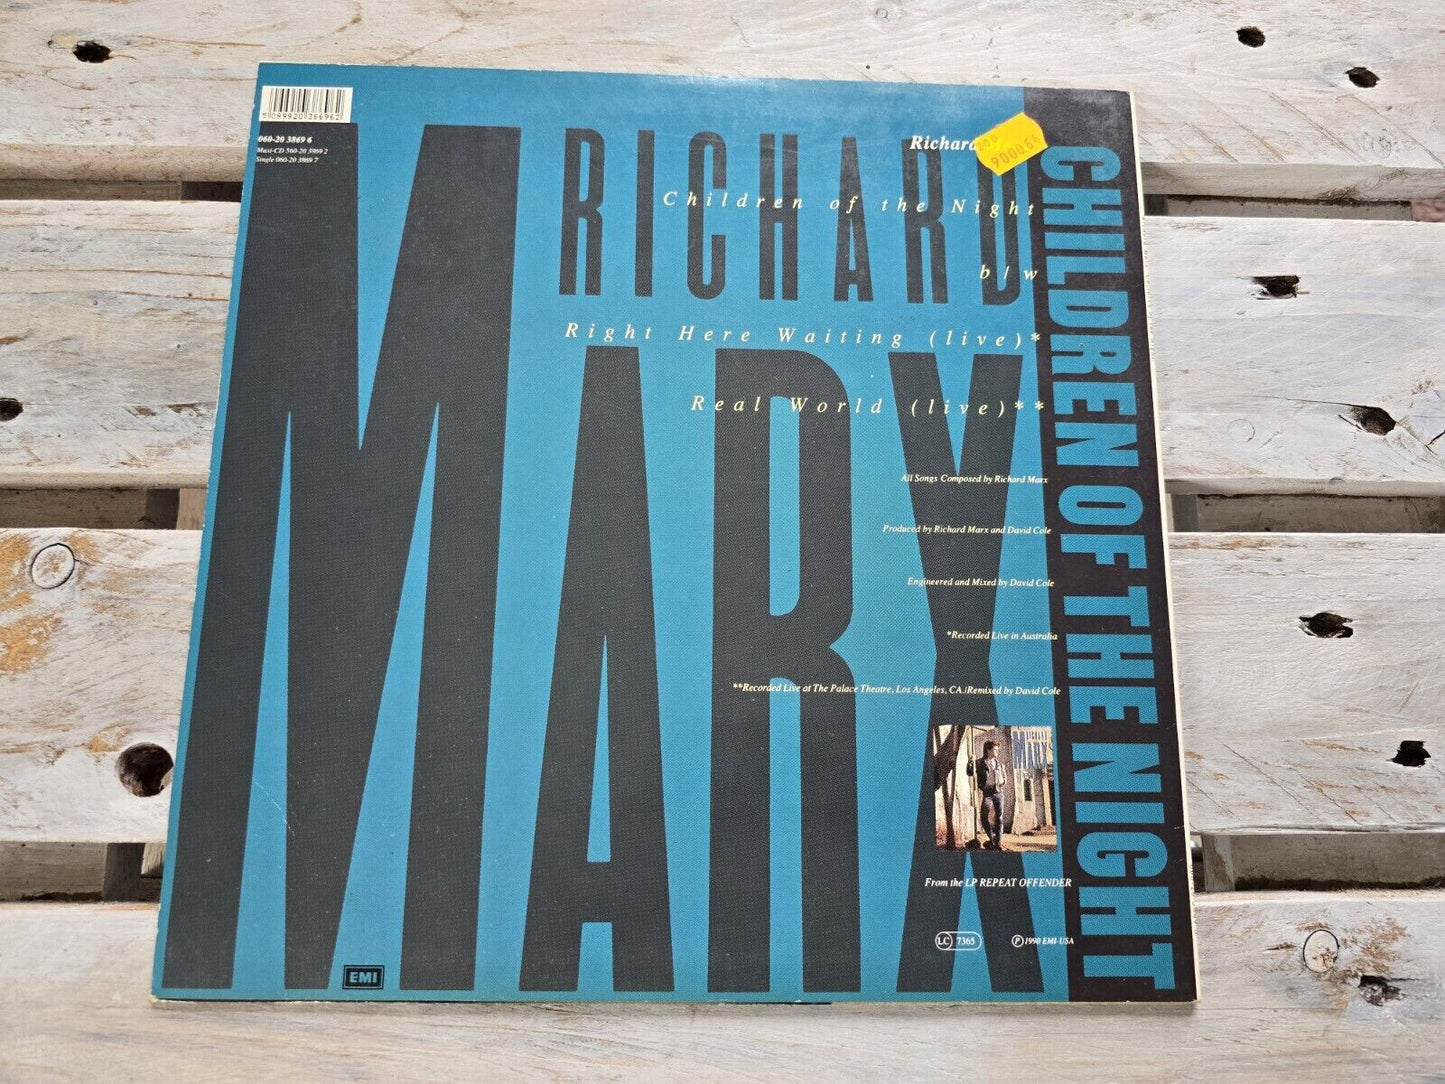 5 099920 386962
060-20 3869 6
Maxi-CD 560-20 3869 2
Single 060-20 3869 7
RICHARD
MARX
CHILDREN OF THE NIGHT
Richard
Children of the Night
b/w
Right Here Waiting (live)*
Real World (live)**
All Songs Composed by Richard Marx
Produced by Richard Marx and David Cole
Engineered and Mixed by David Cole
*Recorded Live in Australia
**Recorded Live at The Palace Theatre, Los Angeles, CA./Remixed by David Cole
MARX
From the LP REPEAT OFFENDER
LC 7365
℗ 1990 EMI-USA
EMI